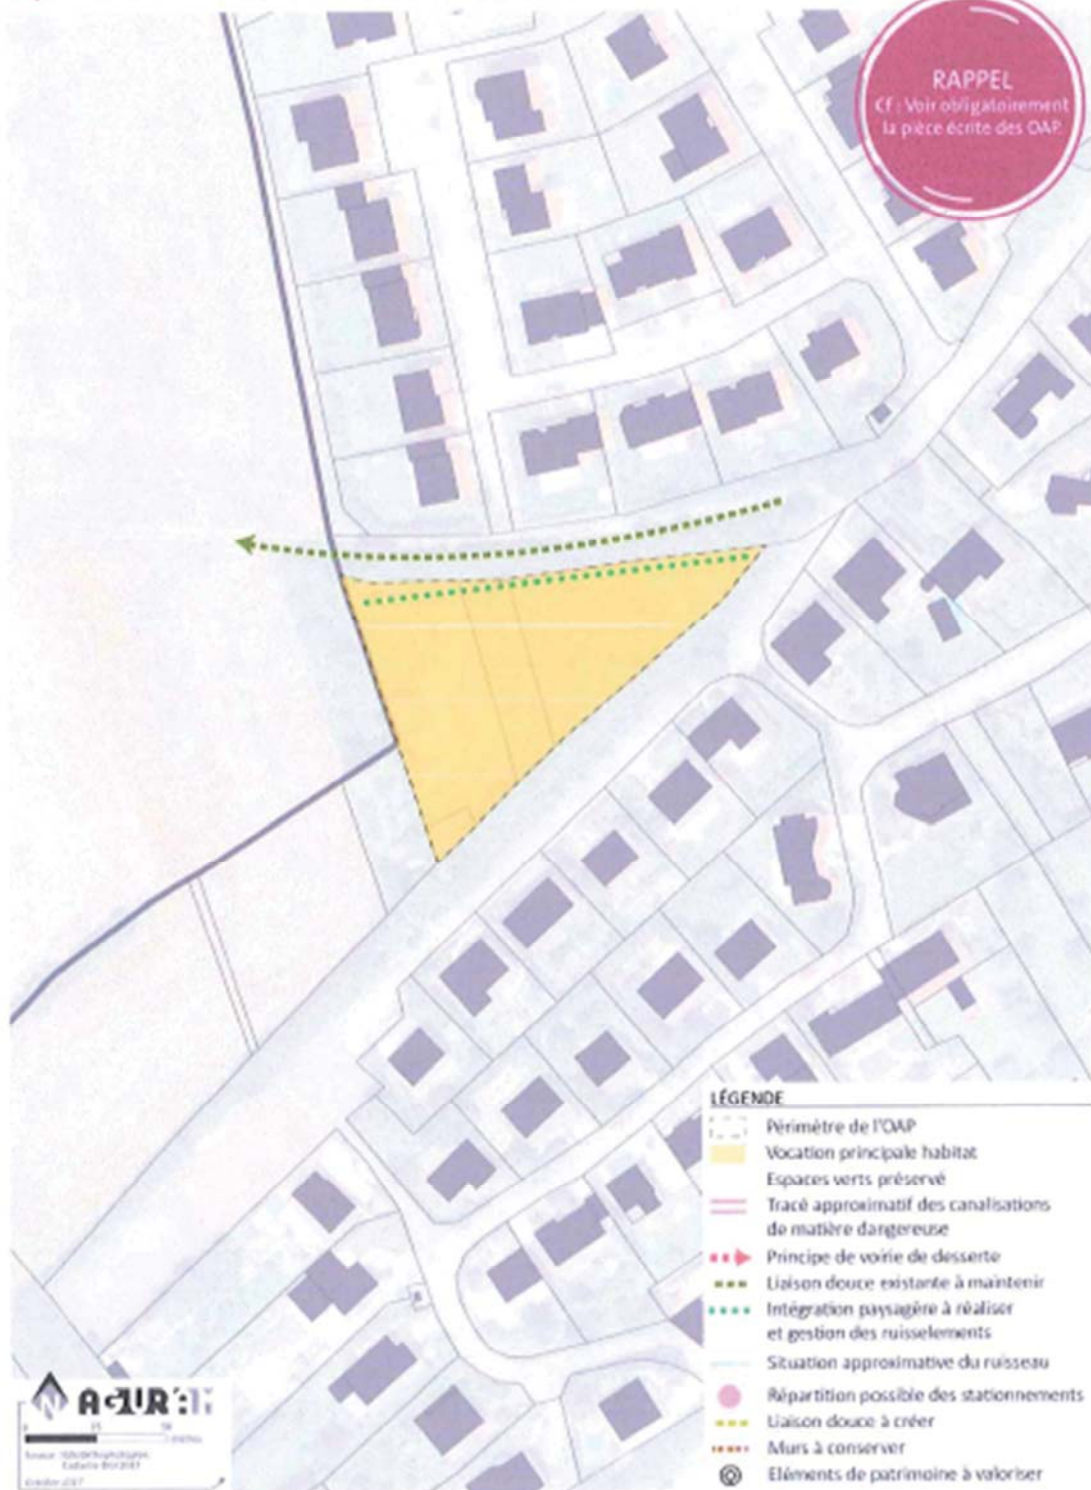 RAPPEL
Cf : Voir obligatoirement
la pièce écrite des OAP.
LÉGENDE
Périmètre de l'OAP
Vocation principale habitat
Espaces verts préservé
Tracé approximatif des canalisations
de matière dangereuse
Principe de voirie de desserte
Liaison douce existante à maintenir
Intégration paysagère à réaliser
et gestion des ruisselements
Situation approximative du ruisseau
Répartition possible des stationnements
Liaison douce à créer
Murs à conserver
Eléments de patrimoine à valoriser
N